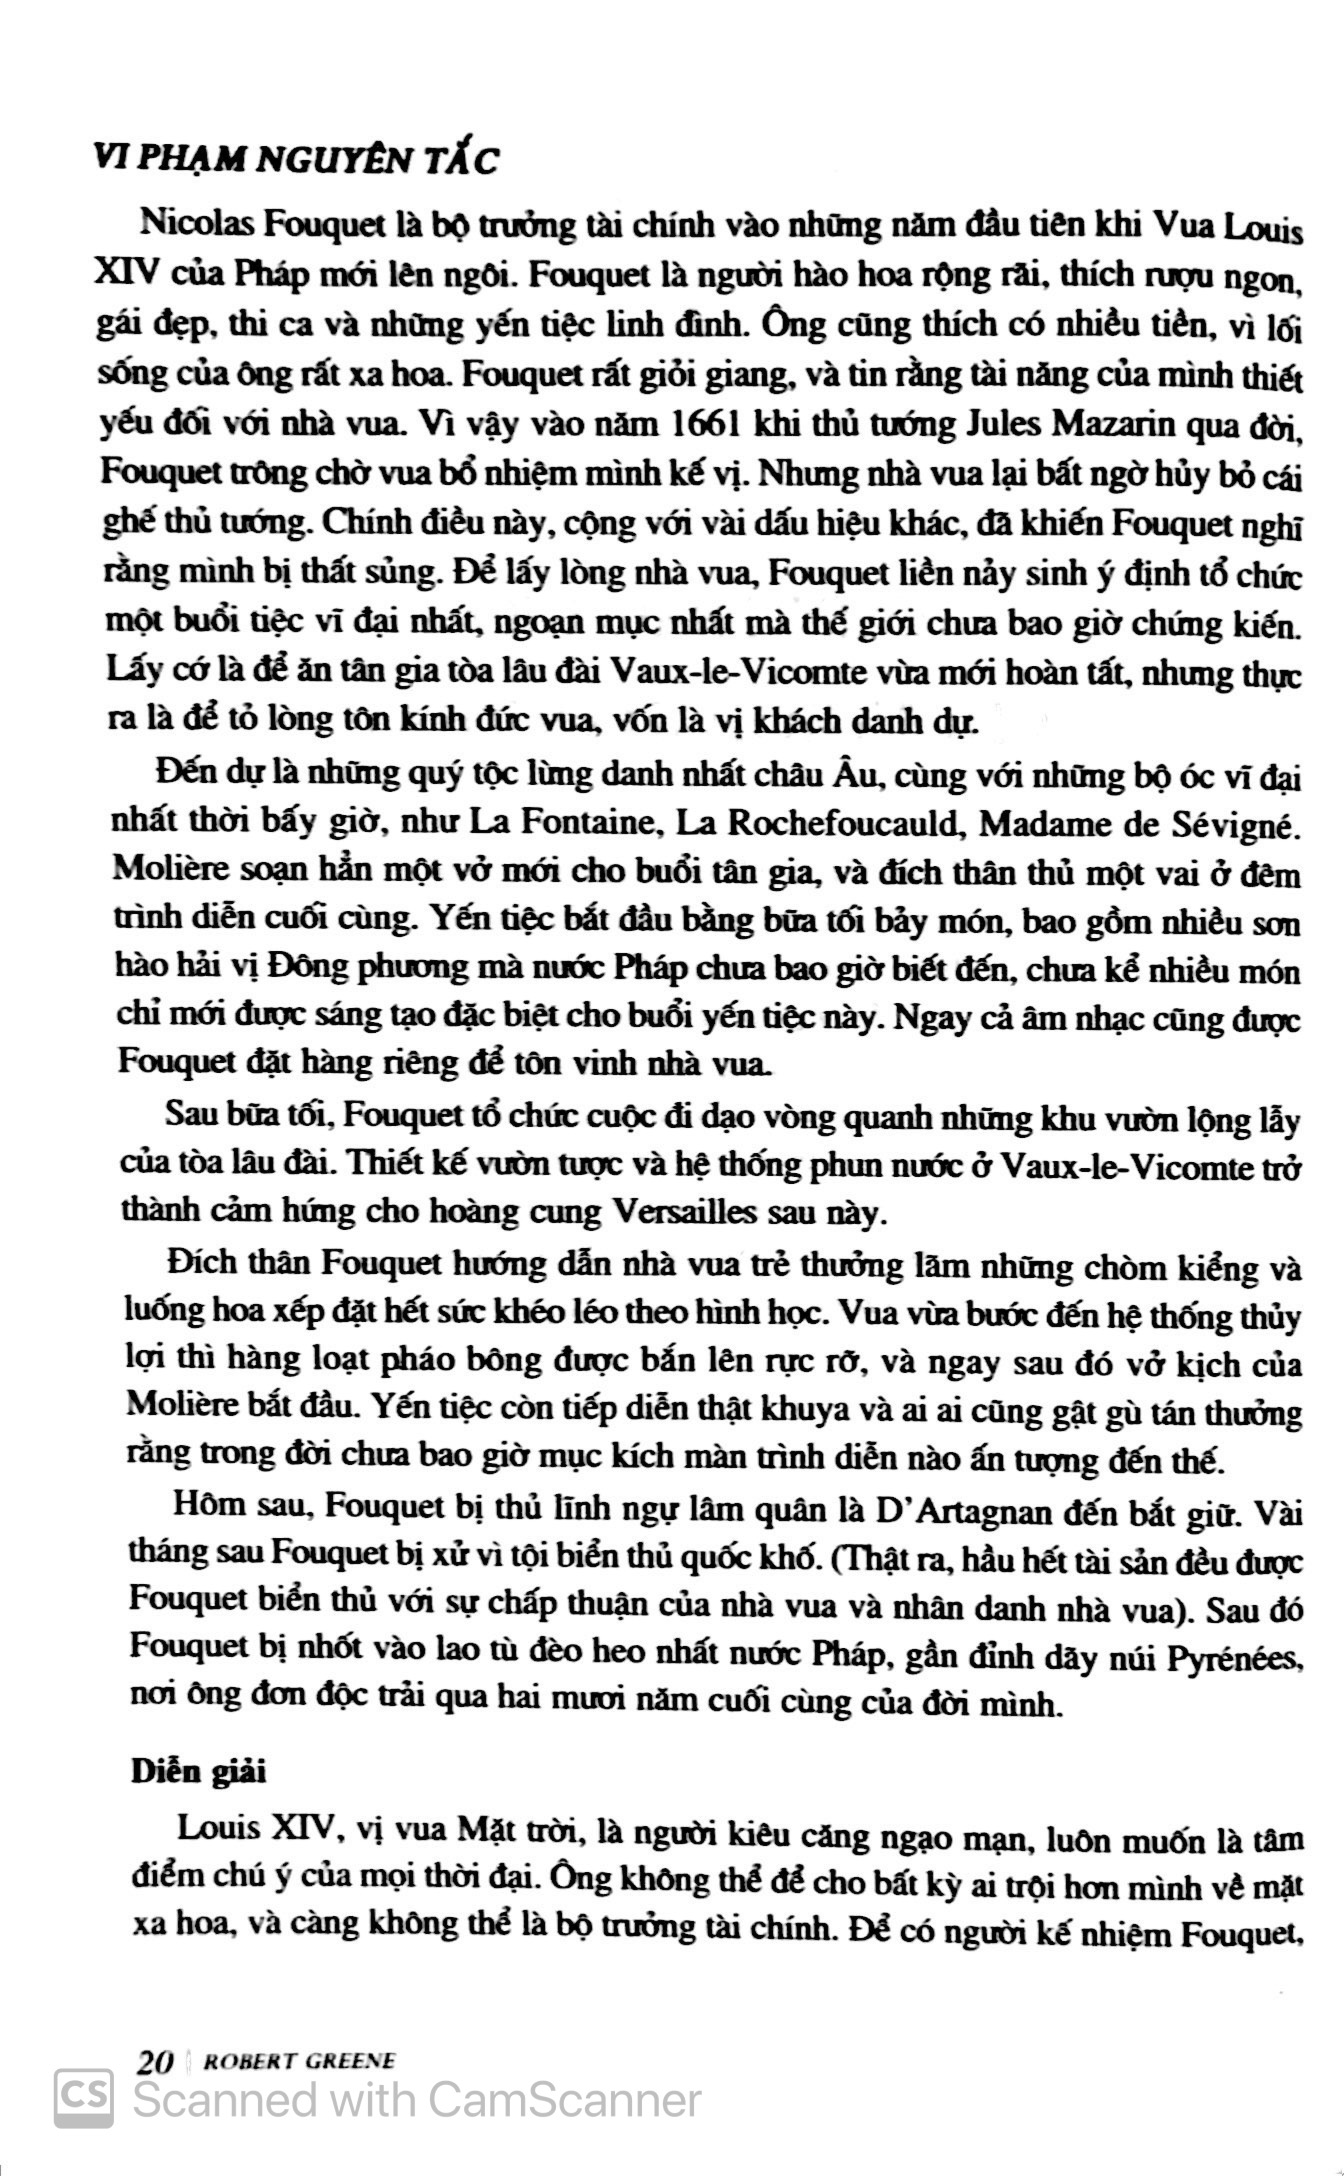 VI PHẠM NGUYÊN TẮC
Nicolas Fouquet là bộ trưởng tài chính vào những năm đầu tiên khi Vua Louis
XIV của Pháp mới lên ngôi. Fouquet là người hào hoa rộng rãi, thích rượu ngon,
gái đẹp, thi ca và những yến tiệc linh đình. Ông cũng thích có nhiều tiền, vì lối
sống của ông rất xa hoa. Fouquet rất giỏi giang, và tin rằng tài năng của mình thiết
yếu đối với nhà vua. Vì vậy vào năm 1661 khi thủ tướng Jules Mazarin qua đời,
Fouquet trông chờ vua bổ nhiệm mình kế vị. Nhưng nhà vua lại bất ngờ hủy bỏ cái
ghế thủ tướng. Chính điều này, cộng với vài dấu hiệu khác, đã khiến Fouquet nghĩ
rằng mình bị thất sủng. Để lấy lòng nhà vua, Fouquet liền nảy sinh ý định tổ chức
một buổi tiệc vĩ đại nhất, ngoạn mục nhất mà thế giới chưa bao giờ chứng kiến.
Lấy cớ là để ăn tân gia tòa lâu đài Vaux-le-Vicomte vừa mới hoàn tất, nhưng thực
ra là để tỏ lòng tôn kính đức vua, vốn là vị khách danh dự.
Đến dự là những quý tộc lừng danh nhất châu Âu, cùng với những bộ óc vĩ đại
nhất thời bấy giờ, như La Fontaine, La Rochefoucauld, Madame de Sévigné.
Molière soạn hẳn một vở mới cho buổi tân gia, và đích thân thủ một vai ở đêm
trình diễn cuối cùng. Yến tiệc bắt đầu bằng bữa tối bảy món, bao gồm nhiều sơn
hào hải vị Đông phương mà nước Pháp chưa bao giờ biết đến, chưa kể nhiều món
chỉ mới được sáng tạo đặc biệt cho buổi yến tiệc này. Ngay cả âm nhạc cũng được
Fouquet đặt hàng riêng để tôn vinh nhà vua.
Sau bữa tối, Fouquet tổ chức cuộc đi dạo vòng quanh những khu vườn lộng lẫy
của tòa lâu đài. Thiết kế vườn tược và hệ thống phun nước ở Vaux-le-Vicomte trở
thành cảm hứng cho hoàng cung Versailles sau này.
Đích thân Fouquet hướng dẫn nhà vua trẻ thưởng lãm những chòm kiểng và
luống hoa xếp đặt hết sức khéo léo theo hình học. Vua vừa bước đến hệ thống thủy
lợi thì hàng loạt pháo bông được bắn lên rực rỡ, và ngay sau đó vở kịch của
Molière bắt đầu. Yến tiệc còn tiếp diễn thật khuya và ai ai cũng gật gù tán thưởng
rằng trong đời chưa bao giờ mục kích màn trình diễn nào ấn tượng đến thế.
Hôm sau, Fouquet bị thủ lĩnh ngự lâm quân là D’Artagnan đến bắt giữ. Vài
tháng sau Fouquet bị xử vì tội biển thủ quốc khố. (Thật ra, hầu hết tài sản đều được
Fouquet biển thủ với sự chấp thuận của nhà vua và nhân danh nhà vua). Sau đó
Fouquet bị nhốt vào lao tù đèo heo nhất nước Pháp, gần đỉnh dãy núi Pyrénées,
nơi ông đơn độc trải qua hai mươi năm cuối cùng của đời mình.
Diễn giải
Louis XIV, vị vua Mặt trời, là người kiêu căng ngạo mạn, luôn muốn là tâm
điểm chú ý của mọi thời đại. Ông không thể để cho bất kỳ ai trội hơn mình về mặt
xa hoa, và càng không thể là bộ trưởng tài chính. Để có người kế nhiệm Fouquet,
20 | ROBERT GREENE
CS Scanned with CamScanner